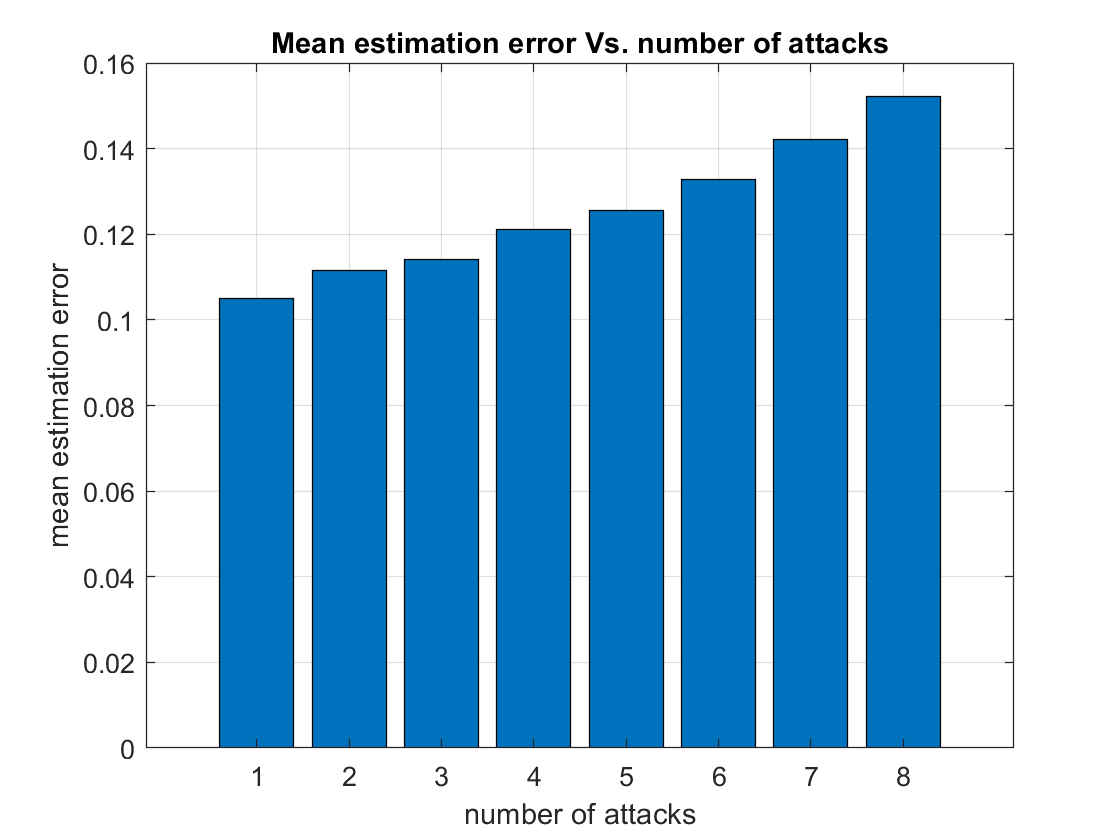 Mean estimation error Vs. number of attacks
0.16
0.14
0.12
0.1
0.08
0.06
0.04
0.02
0
mean estimation error
1 2 3 4 5 6 7 8
number of attacks